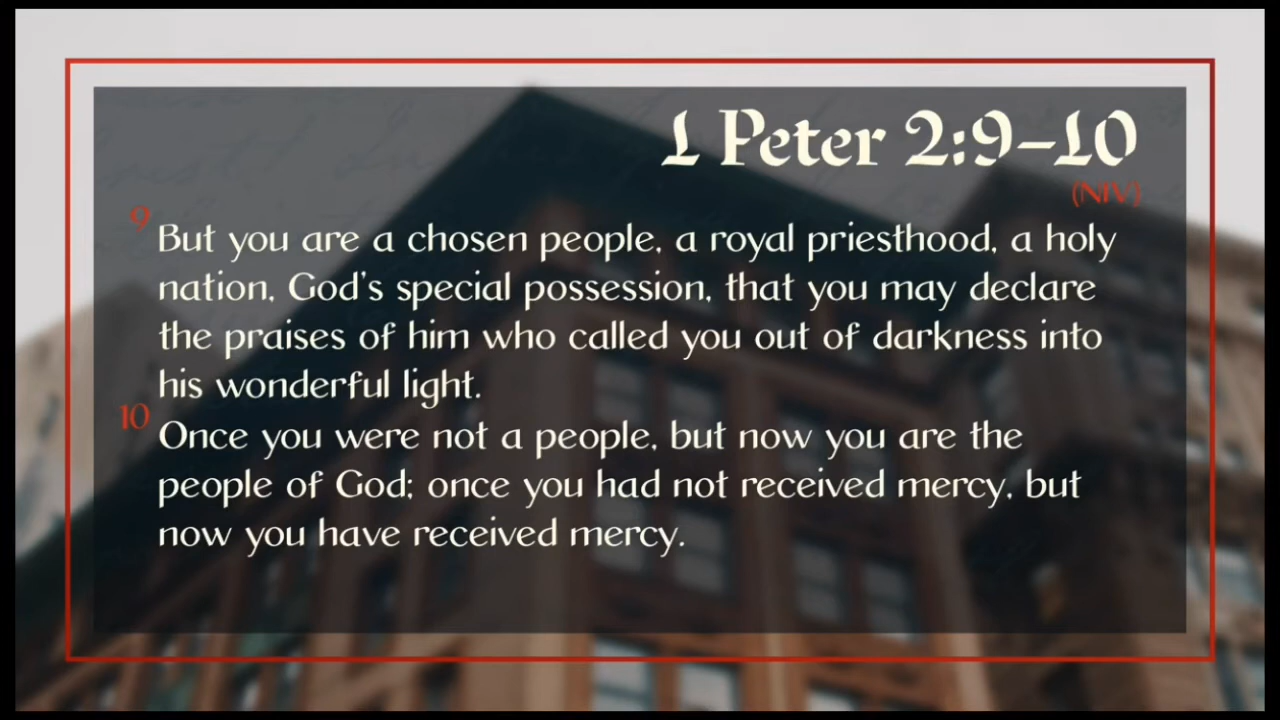 1 Peter 2:9–10
(NIV)
9 But you are a chosen people, a royal priesthood, a holy
nation, God's special possession, that you may declare
the praises of him who called you out of darkness into
his wonderful light.
10 Once you were not a people, but now you are the
people of God; once you had not received mercy, but
now you have received mercy.